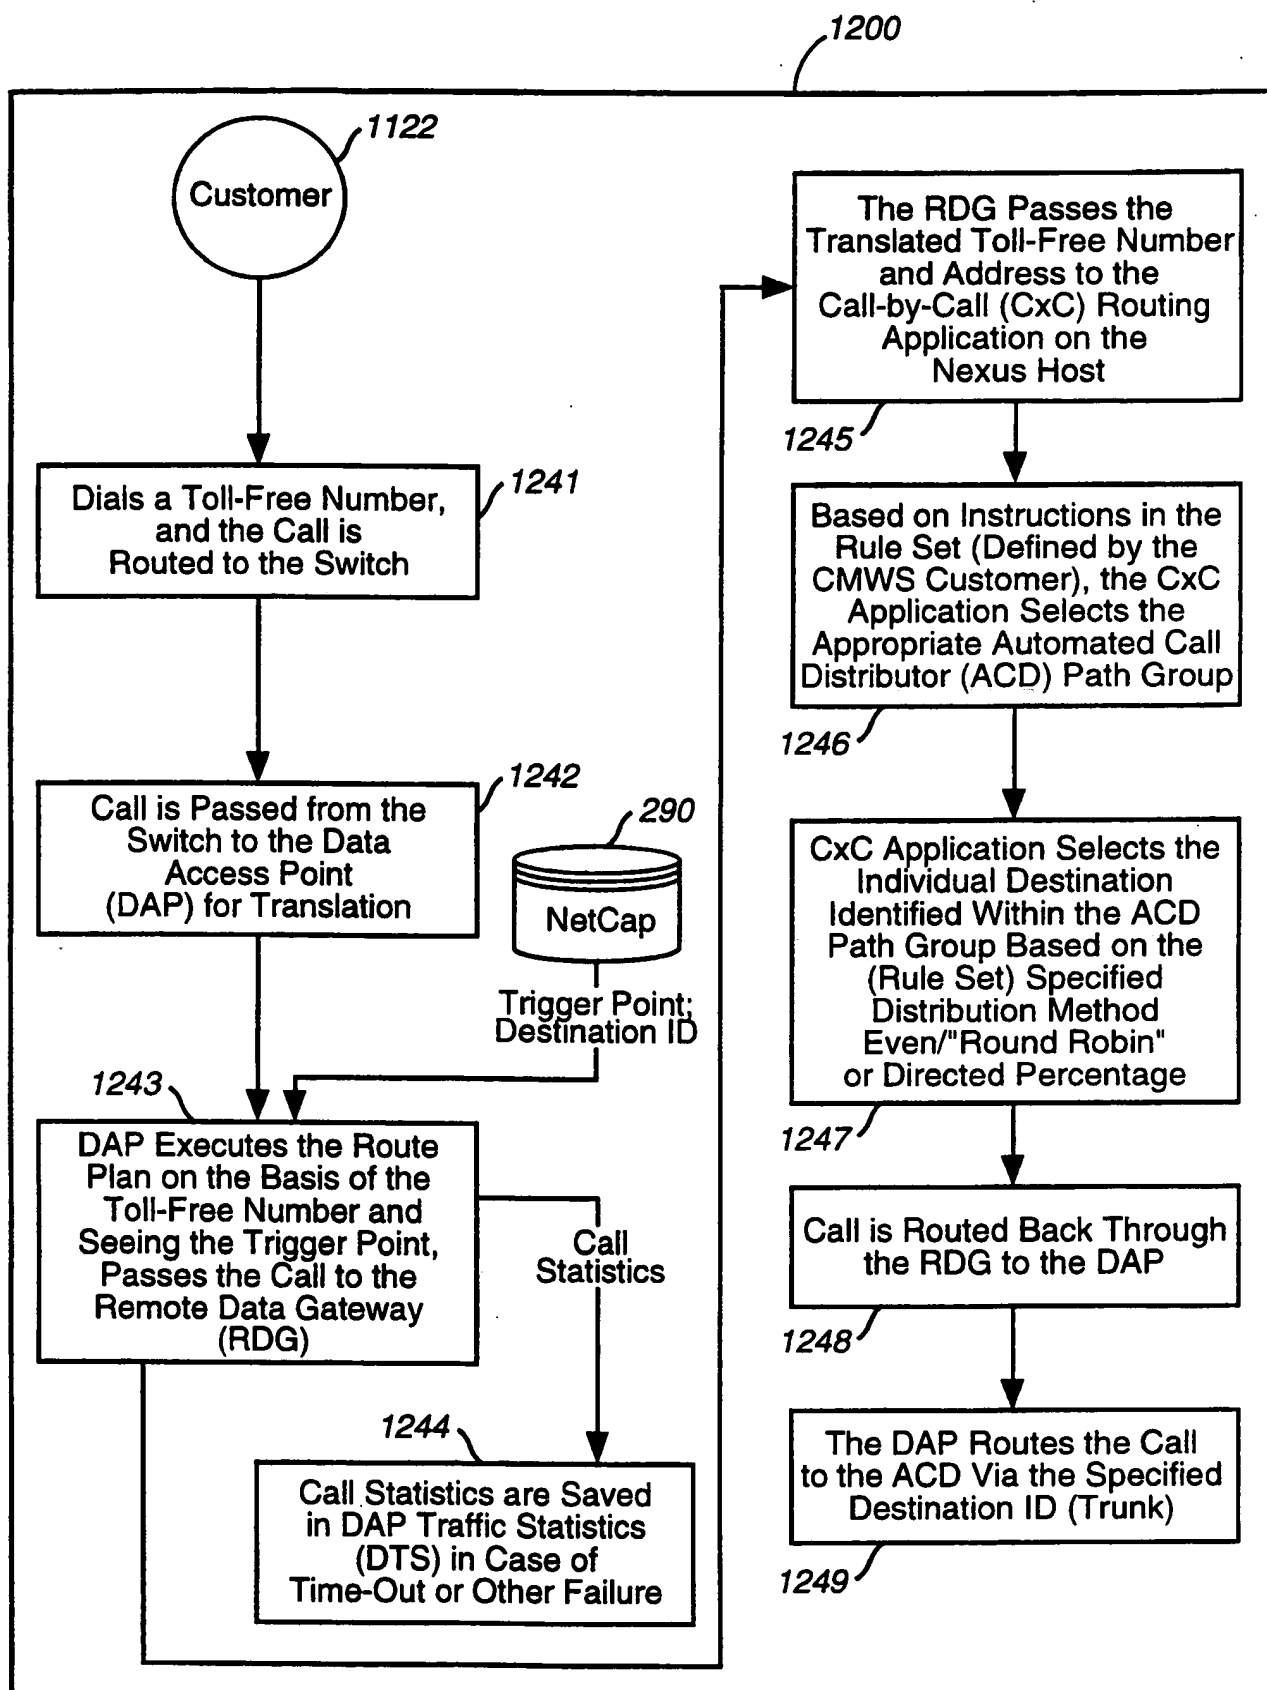 1200
1122
Customer
1241
Dials a Toll-Free Number,
and the Call is
Routed to the Switch
1242
Call is Passed from the
Switch to the Data
Access Point
(DAP) for Translation
290
NetCap
Trigger Point;
Destination ID
1243
DAP Executes the Route
Plan on the Basis of the
Toll-Free Number and
Seeing the Trigger Point,
Passes the Call to the
Remote Data Gateway
(RDG)
Call
Statistics
1244
Call Statistics are Saved
in DAP Traffic Statistics
(DTS) in Case of
Time-Out or Other Failure
The RDG Passes the
Translated Toll-Free Number
and Address to the
Call-by-Call (CxC) Routing
Application on the
Nexus Host
1245
Based on Instructions in the
Rule Set (Defined by the
CMWS Customer), the CxC
Application Selects the
Appropriate Automated Call
Distributor (ACD) Path Group
1246
CxC Application Selects the
Individual Destination
Identified Within the ACD
Path Group Based on the
(Rule Set) Specified
Distribution Method
Even/"Round Robin"
or Directed Percentage
1247
Call is Routed Back Through
the RDG to the DAP
1248
The DAP Routes the Call
to the ACD Via the Specified
Destination ID (Trunk)
1249